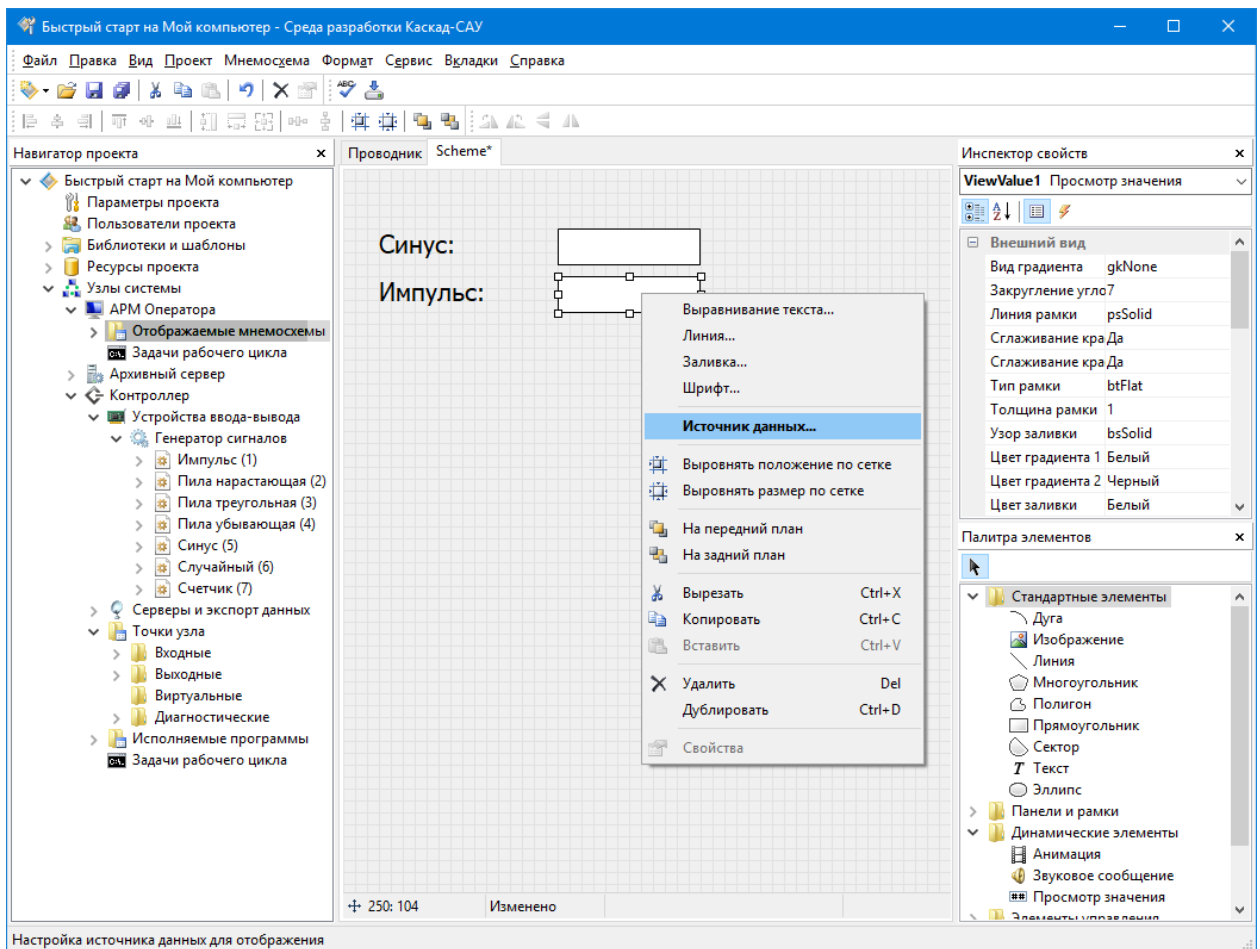 Быстрый старт на Мой компьютер - Среда разработки Каскад-САУ
Файл Правка Вид Проект Мнемосхема Формат Сервис Вкладки Справка
ABC
Навигатор проекта
Быстрый старт на Мой компьютер
Параметры проекта
Пользователи проекта
Библиотеки и шаблоны
Ресурсы проекта
Узлы системы
АРМ Оператора
Отображаемые мнемосхемы
Задачи рабочего цикла
Архивный сервер
Контроллер
Устройства ввода-вывода
Генератор сигналов
Импульс (1)
Пила нарастающая (2)
Пила треугольная (3)
Пила убывающая (4)
Синус (5)
Случайный (6)
Счетчик (7)
Серверы и экспорт данных
Точки узла
Входные
Выходные
Виртуальные
Диагностические
Исполняемые программы
Задачи рабочего цикла
Проводник Scheme*
Синус:
Импульс:
Выравнивание текста...
Линия...
Заливка...
Шрифт...
Источник данных...
Выровнять положение по сетке
Выровнять размер по сетке
На передний план
На задний план
Вырезать Ctrl+X
Копировать Ctrl+C
Вставить Ctrl+V
Удалить Del
Дублировать Ctrl+D
Свойства
250: 104 Изменено
Инспектор свойств
ViewValue1 Просмотр значения
Внешний вид
Вид градиента gkNone
Закругление угло 7
Линия рамки psSolid
Сглаживание кра Да
Сглаживание кра Да
Тип рамки btFlat
Толщина рамки 1
Узор заливки bsSolid
Цвет градиента 1 Белый
Цвет градиента 2 Черный
Цвет заливки Белый
Палитра элементов
Стандартные элементы
Дуга
Изображение
Линия
Многоугольник
Полигон
Прямоугольник
Сектор
T Текст
Эллипс
Панели и рамки
Динамические элементы
Анимация
Звуковое сообщение
## Просмотр значения
Элементы управления
Настройка источника данных для отображения